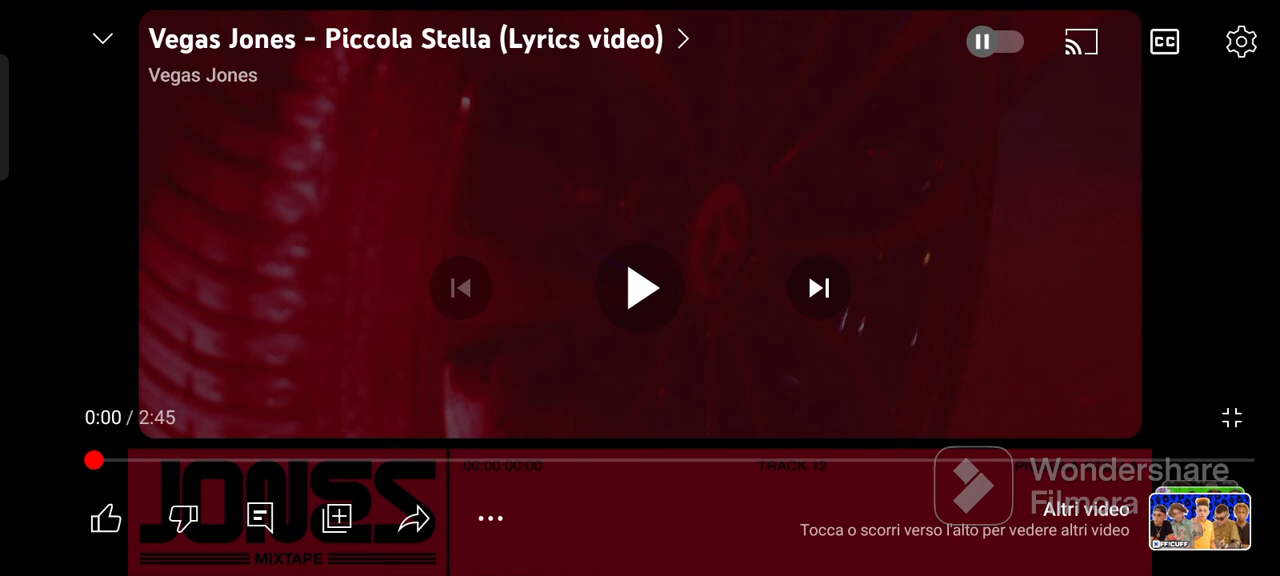 Vegas Jones - Piccola Stella (Lyrics video)
Vegas Jones
CC
0:00 / 2:45
JONES
00:00:00:00
TRACK 12
MIXTAPE
Wondershare
Filmora
Altri video
Tocca o scorri verso l'alto per vedere altri video